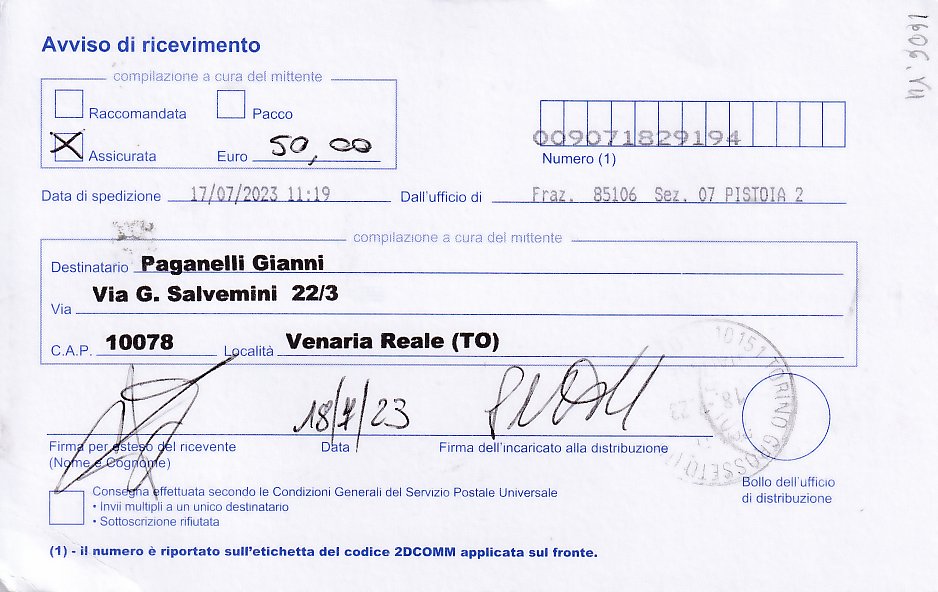 Avviso di ricevimento
compilazione a cura del mittente
Raccomandata Pacco
Assicurata Euro 50,00
009071829194
Numero (1)
Data di spedizione 17/07/2023 11:19 Dall'ufficio di Fraz. 85106 Sez. 07 PISTOIA 2
compilazione a cura del mittente
Destinatario Paganelli Gianni
Via Via G. Salvemini 22/3
C.A.P. 10078 Località Venaria Reale (TO)
10151 TORINO GROSSETO
18/7/23
Firma per esteso del ricevente Data Firma dell'incaricato alla distribuzione
(Nome e Cognome)
Bollo dell'ufficio
di distribuzione
Consegna effettuata secondo le Condizioni Generali del Servizio Postale Universale
• Invii multipli a un unico destinatario
• Sottoscrizione rifiutata
(1) - il numero è riportato sull'etichetta del codice 2DCOMM applicata sul fronte.